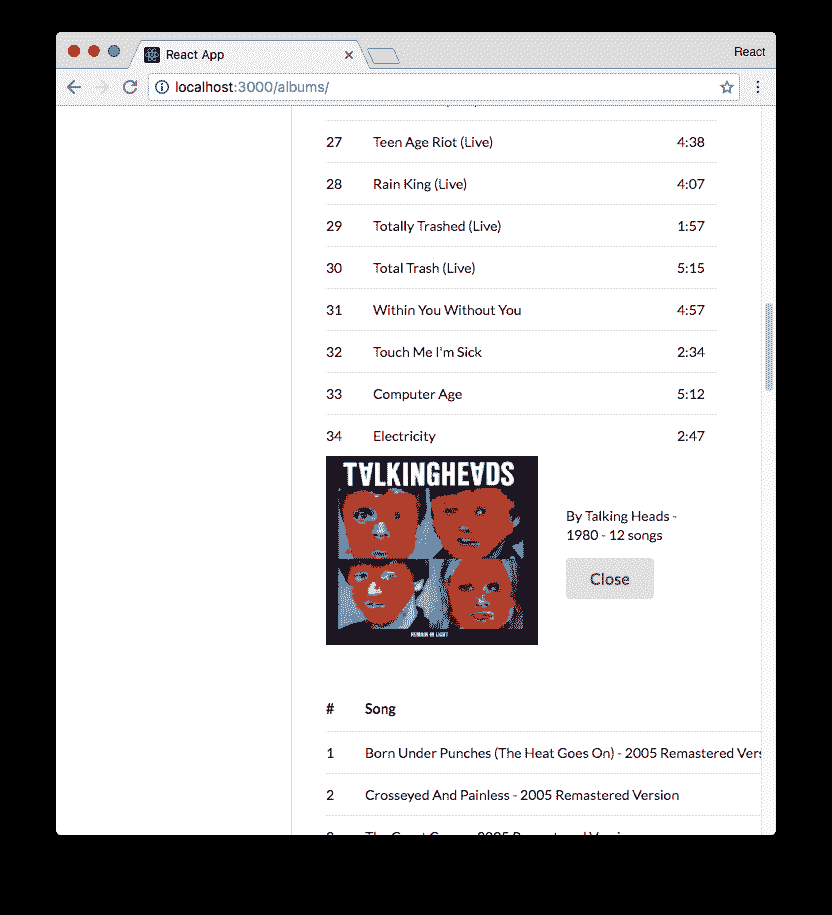 React App
React
localhost:3000/albums/
27 Teen Age Riot (Live) 4:38
28 Rain King (Live) 4:07
29 Totally Trashed (Live) 1:57
30 Total Trash (Live) 5:15
31 Within You Without You 4:57
32 Touch Me I'm Sick 2:34
33 Computer Age 5:12
34 Electricity 2:47
TALKINGHEADS
REMAIN IN LIGHT
By Talking Heads -
1980 - 12 songs
Close
# Song
1 Born Under Punches (The Heat Goes On) - 2005 Remastered Vers
2 Crosseyed And Painless - 2005 Remastered Version